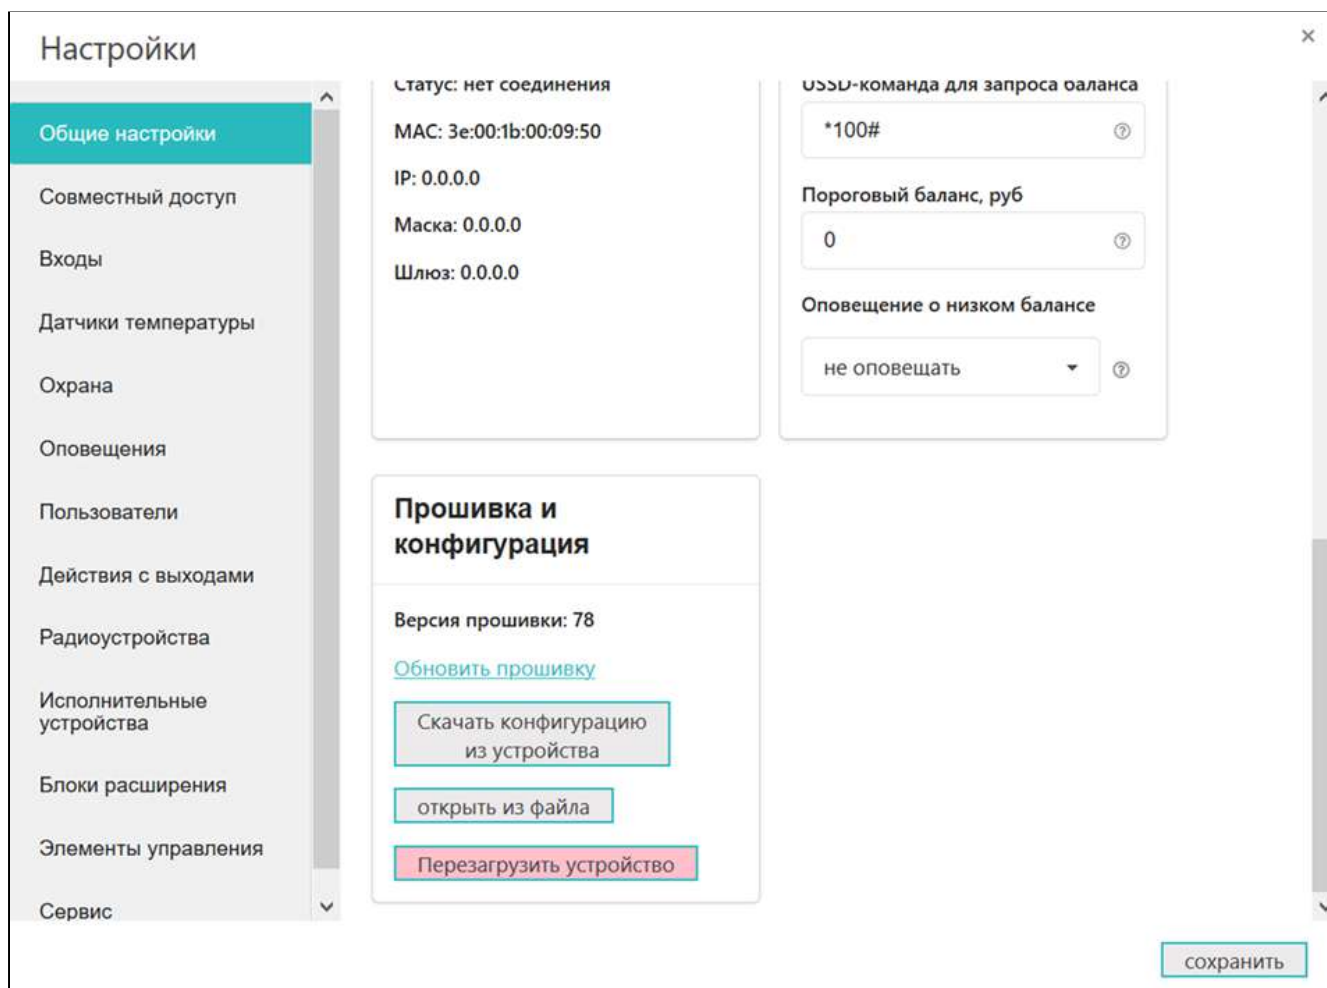 Настройки
Общие настройки
Совместный доступ
Входы
Датчики температуры
Охрана
Оповещения
Пользователи
Действия с выходами
Радиоустройства
Исполнительные
устройства
Блоки расширения
Элементы управления
Сервис
Статус: нет соединения
MAC: 3e:00:1b:00:09:50
IP: 0.0.0.0
Маска: 0.0.0.0
Шлюз: 0.0.0.0
USSD-команда для запроса баланса
*100#
Пороговый баланс, руб
0
Оповещение о низком балансе
не оповещать
Прошивка и
конфигурация
Версия прошивки: 78
Обновить прошивку
Скачать конфигурацию
из устройства
открыть из файла
Перезагрузить устройство
сохранить